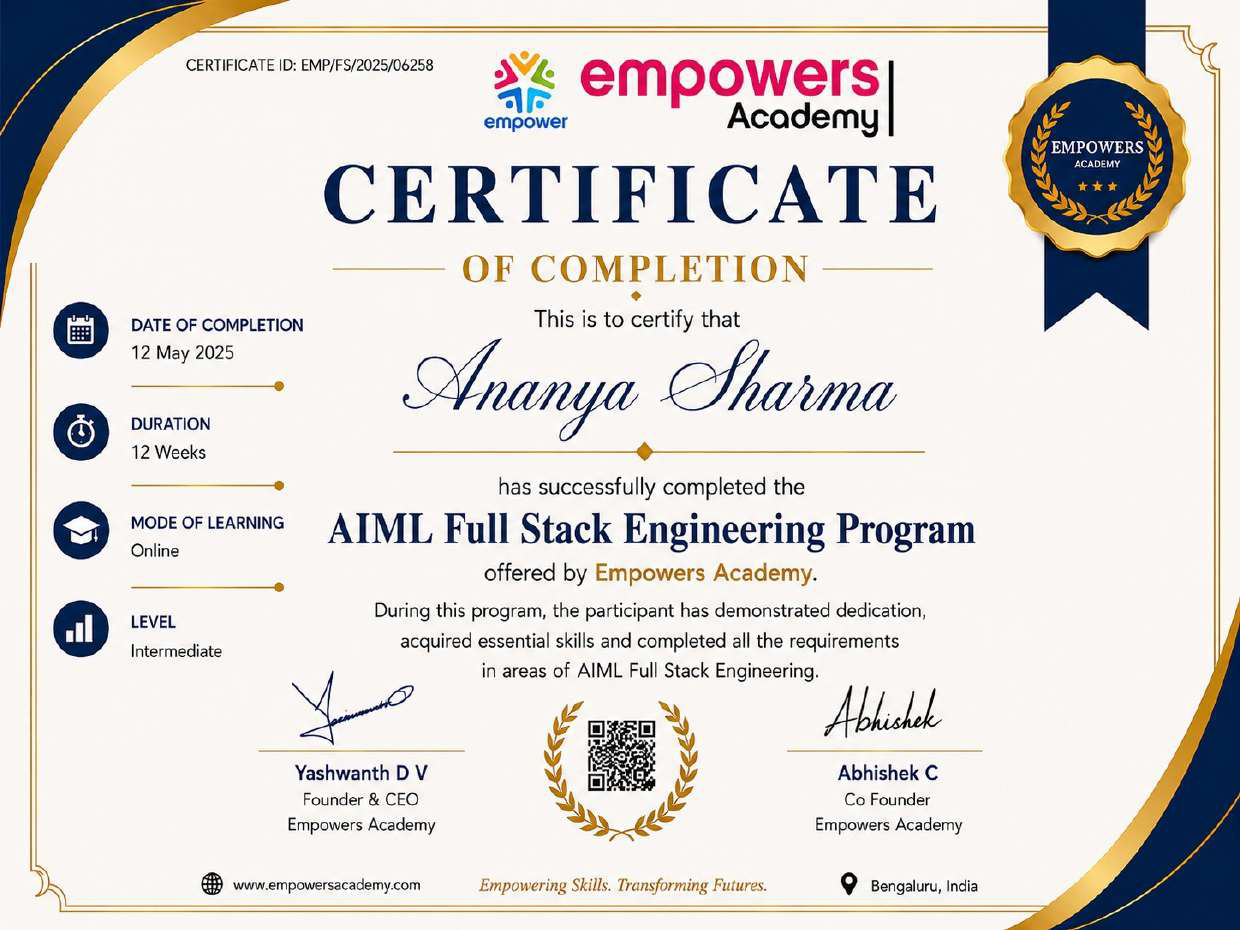 CERTIFICATE ID: EMP/FS/2025/06258
empower
empowers
Academy
EMPOWERS
ACADEMY
CERTIFICATE
OF COMPLETION
This is to certify that
Ananya Sharma
has successfully completed the
AIML Full Stack Engineering Program
offered by Empowers Academy.
During this program, the participant has demonstrated dedication,
acquired essential skills and completed all the requirements
in areas of AIML Full Stack Engineering.
DATE OF COMPLETION
12 May 2025
DURATION
12 Weeks
MODE OF LEARNING
Online
LEVEL
Intermediate
Yashwanth D V
Founder & CEO
Empowers Academy
Abhishek
Abhishek C
Co Founder
Empowers Academy
www.empowersacademy.com
Empowering Skills. Transforming Futures.
Bengaluru, India